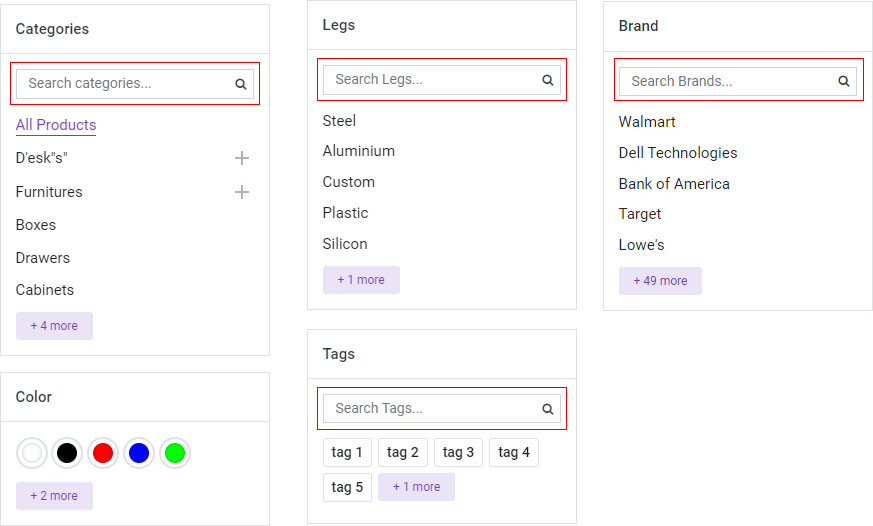 Categories
Search categories...
All Products
D'esk"s"
Furnitures
Boxes
Drawers
Cabinets
+ 4 more
Color
+ 2 more
Legs
Search Legs...
Steel
Aluminium
Custom
Plastic
Silicon
+ 1 more
Tags
Search Tags...
tag 1 tag 2 tag 3 tag 4
tag 5 + 1 more
Brand
Search Brands...
Walmart
Dell Technologies
Bank of America
Target
Lowe's
+ 49 more